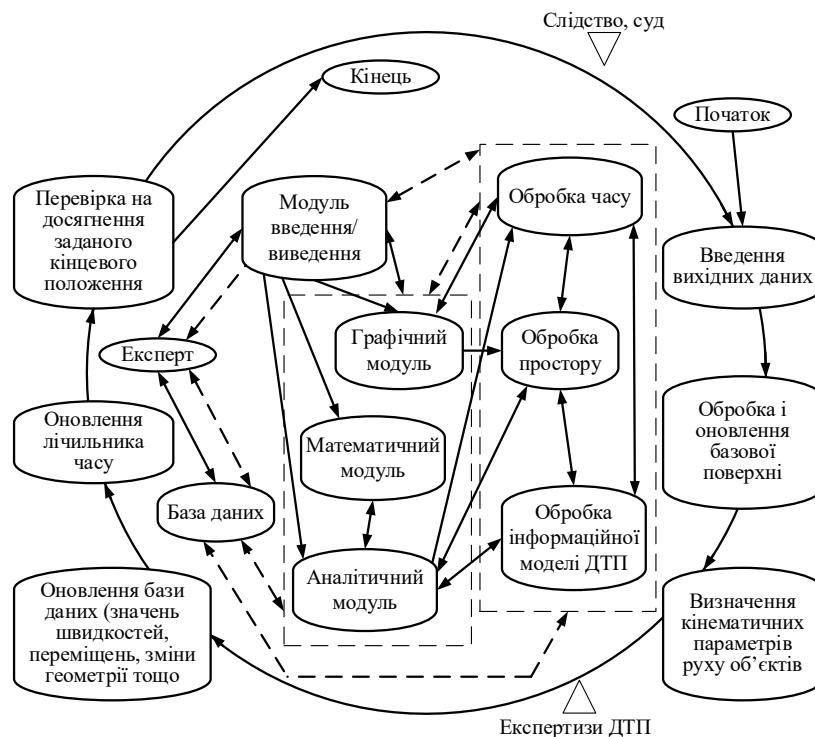 Слідство, суд
Кінець
Початок
Перевірка на
досягнення
заданого
кінцевого
положення
Модуль
введення/
виведення
Обробка часу
Введення
вихідних даних
Експерт
Графічний
модуль
Обробка
простору
Оновлення
лічильника
часу
Математичний
модуль
Обробка і
оновлення
базової
поверхні
База даних
Обробка
інформаційної
моделі ДТП
Аналітичний
модуль
Оновлення бази
даних (значень
швидкостей,
переміщень, зміни
геометрії тощо
Визначення
кінематичних
параметрів
руху об’єктів
Експертизи ДТП